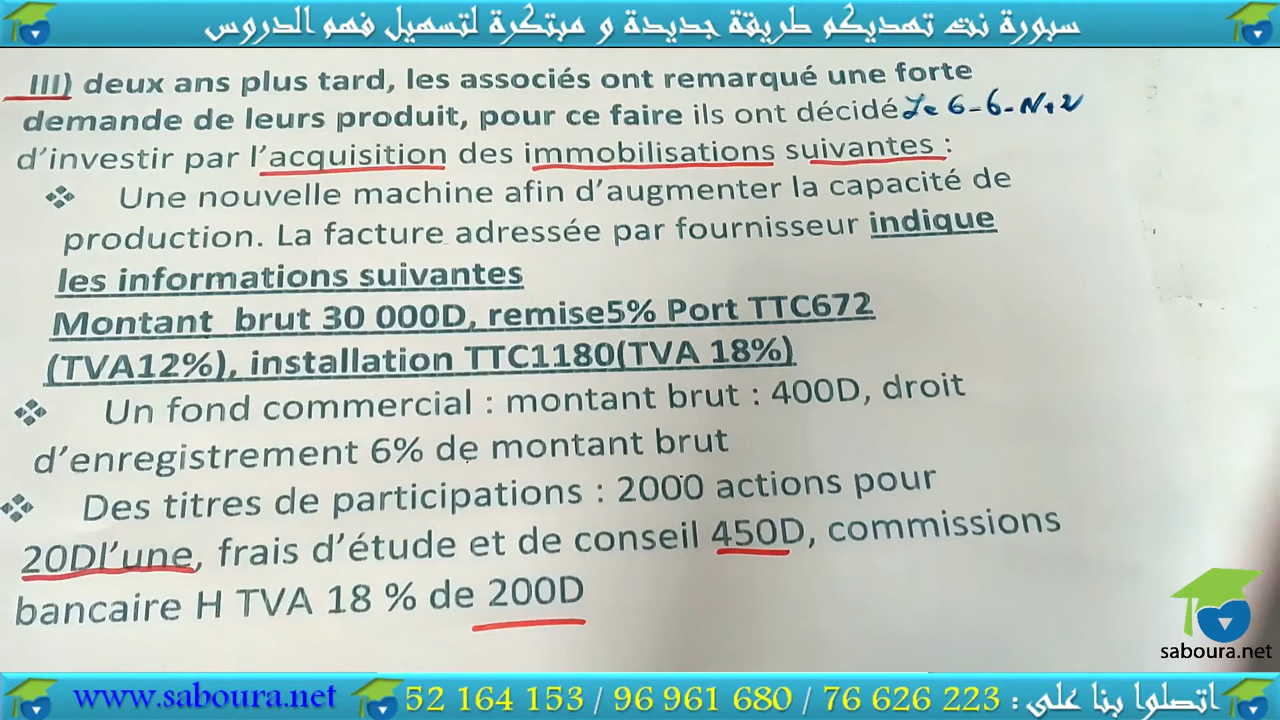 سبورة نت تهديكم طريقة جديدة و مبتكرة لتسهيل فهم الدروس
III) deux ans plus tard, les associés ont remarqué une forte
demande de leurs produit, pour ce faire ils ont décidé Le 6-6-N+2
d'investir par l'acquisition des immobilisations suivantes :
❖ Une nouvelle machine afin d'augmenter la capacité de
production. La facture adressée par fournisseur indique
les informations suivantes
Montant brut 30 000D, remise5% Port TTC672
(TVA12%), installation TTC1180(TVA 18%)
❖ Un fond commercial : montant brut : 400D, droit
d'enregistrement 6% de montant brut
❖ Des titres de participations : 2000 actions pour
20Dl'une, frais d'étude et de conseil 450D, commissions
bancaire H TVA 18 % de 200D
saboura.net
www.saboura.net
اتصلوا بنا على : 52 164 153 / 96 961 680 / 76 626 223